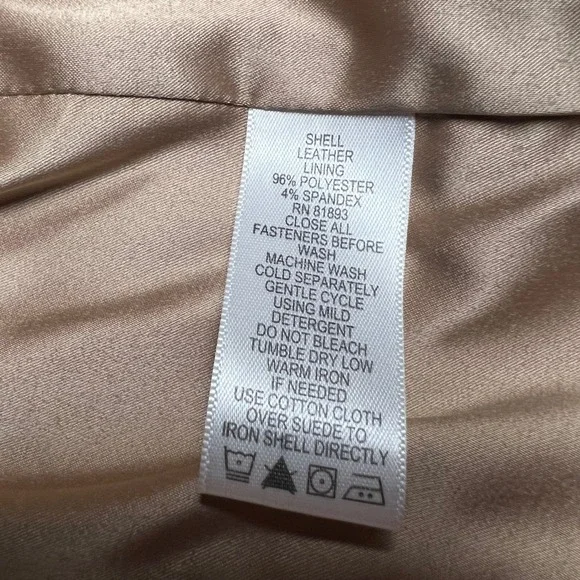 SHELL
LEATHER
LINING
96% POLYESTER
4% SPANDEX
RN 81893
CLOSE ALL
FASTENERS BEFORE
WASH
MACHINE WASH
COLD SEPARATELY
GENTLE CYCLE
USING MILD
DETERGENT
DO NOT BLEACH
TUMBLE DRY LOW
WARM IRON
IF NEEDED
USE COTTON CLOTH
OVER SUEDE TO
IRON SHELL DIRECTLY